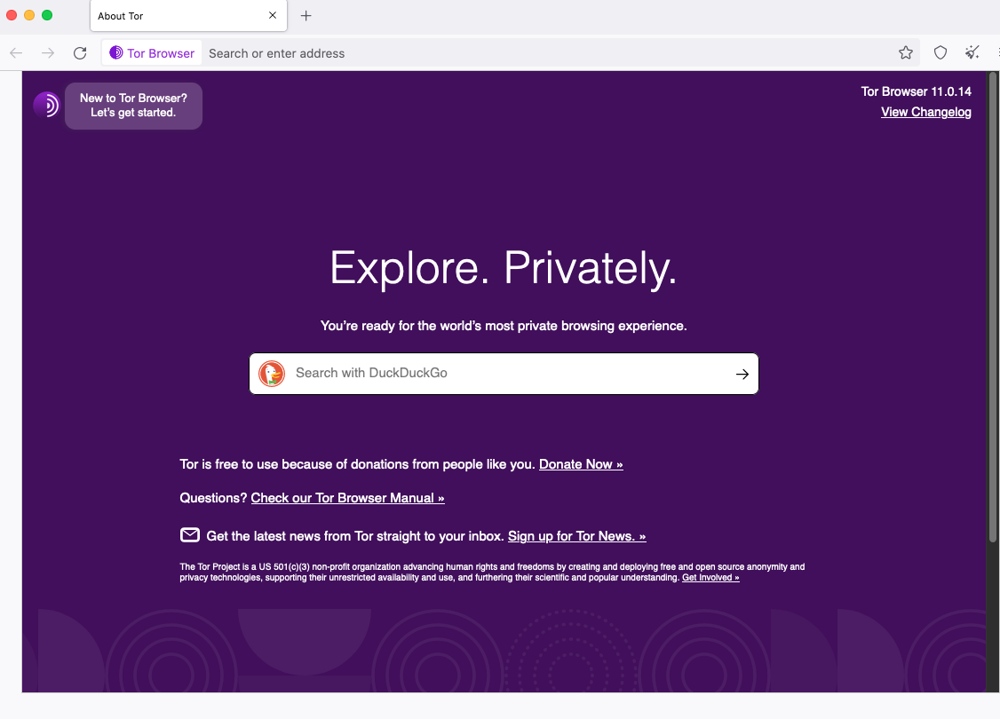 About Tor
Tor Browser Search or enter address
New to Tor Browser?
Let’s get started.
Tor Browser 11.0.14
View Changelog
Explore. Privately.
You’re ready for the world’s most private browsing experience.
Search with DuckDuckGo
Tor is free to use because of donations from people like you. Donate Now »
Questions? Check our Tor Browser Manual »
Get the latest news from Tor straight to your inbox. Sign up for Tor News. »
The Tor Project is a US 501(c)(3) non-profit organization advancing human rights and freedoms by creating and deploying free and open source anonymity and
privacy technologies, supporting their unrestricted availability and use, and furthering their scientific and popular understanding. Get Involved »